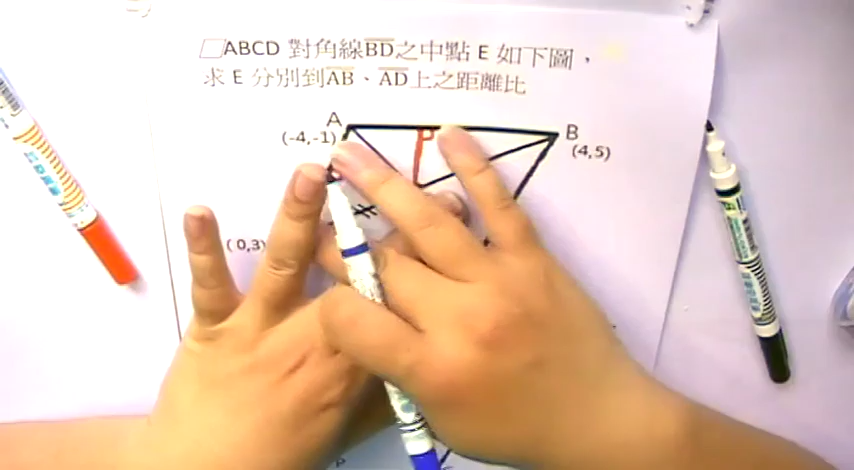 ▱ABCD 對角線BD之中點 E 如下圖，
求 E 分別到AB、AD上之距離比
A
(-4,-1)
B
(4,5)
( 0,3)